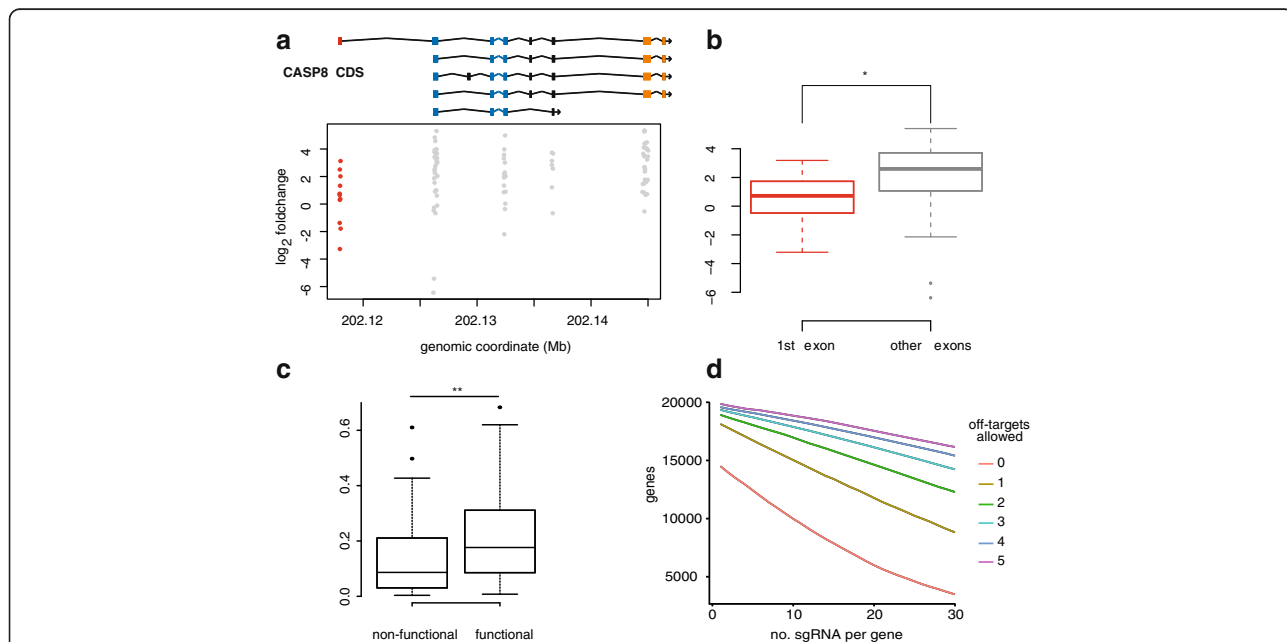 a
CASP8 CDS
log2 foldchange
4
2
0
-2
-4
-6
202.12
202.13
202.14
genomic coordinate (Mb)
b
*
4
2
0
-2
-4
-6
1st exon
other exons
c
**
0.6
0.4
0.2
0.0
non-functional
functional
d
20000
15000
10000
5000
genes
0
10
20
30
no. sgRNA per gene
off-targets
allowed
0
1
2
3
4
5